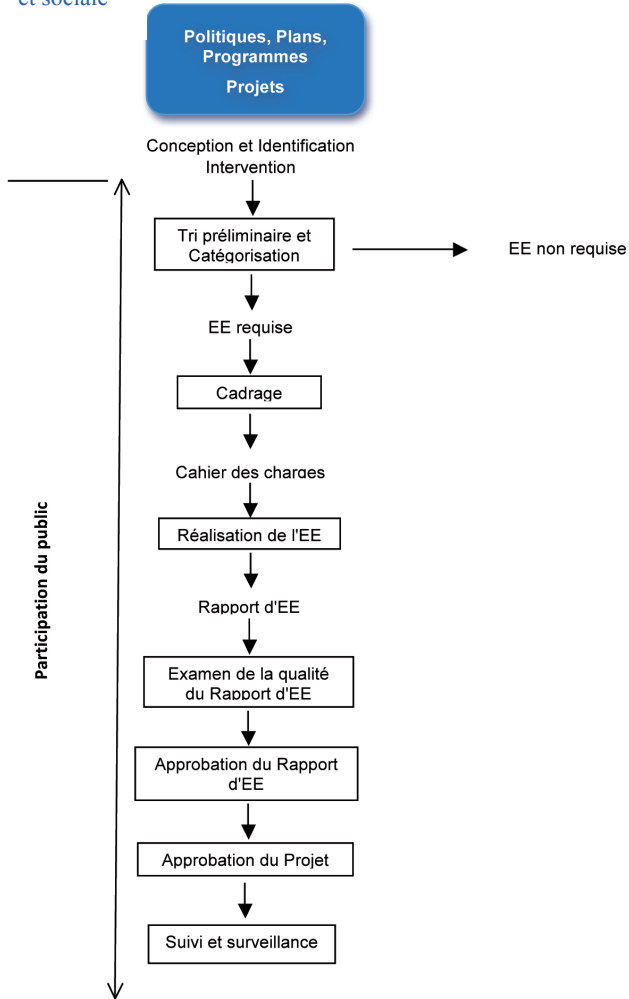 et sociale
Politiques, Plans,
Programmes
Projets
Conception et Identification
Intervention
Tri préliminaire et
Catégorisation
EE non requise
EE requise
Cadrage
Cahier des charges
Réalisation de l'EE
Participation du public
Rapport d'EE
Examen de la qualité
du Rapport d'EE
Approbation du Rapport
d'EE
Approbation du Projet
Suivi et surveillance